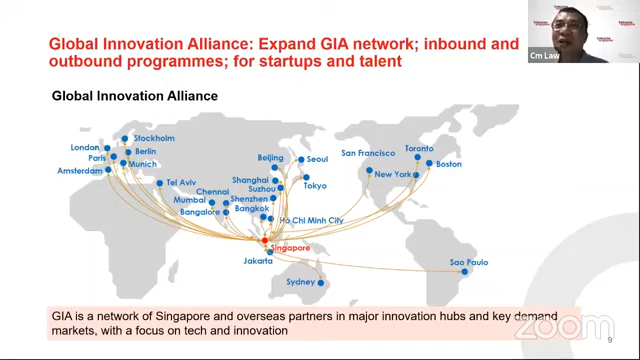 Global Innovation Alliance: Expand GIA network; inbound and
outbound programmes; for startups and talent
Cm Law
Global Innovation Alliance
Stockholm
London
Berlin
Paris
Munich
Amsterdam
Tel Aviv
Chennai
Mumbai
Bangalore
Beijing
Seoul
Shanghai
Suzhou
Tokyo
Shenzhen
Bangkok
Ho Chi Minh City
Singapore
Jakarta
Sydney
San Francisco
Toronto
New York
Boston
Sao Paulo
GIA is a network of Singapore and overseas partners in major innovation hubs and key demand
markets, with a focus on tech and innovation
zoom
9